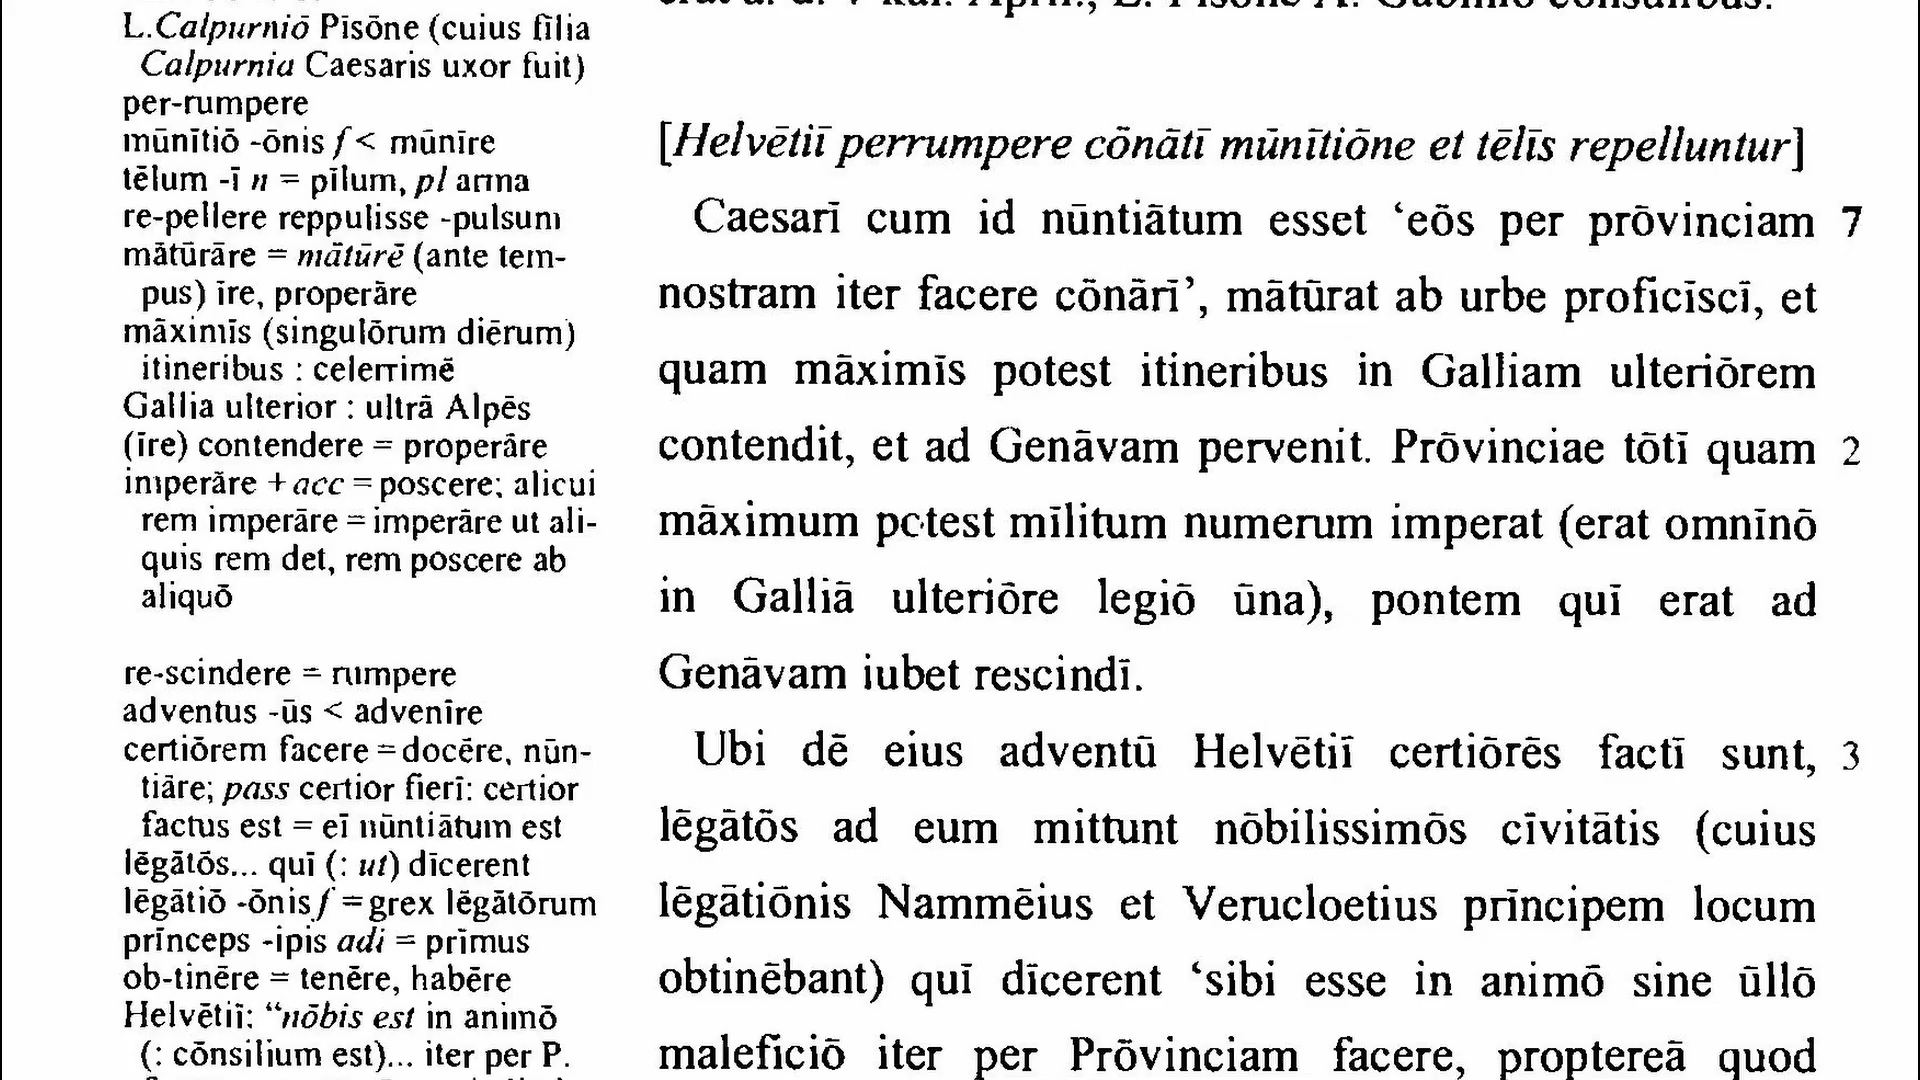 L. Calpurniō Pīsōne (cuius fīlia
Calpurnia Caesaris uxor fuit)
per-rumpere
mūnītiō -ōnis f < mūnīre
tēlum -ī n = pīlum, pl arma
re-pellere reppulisse -pulsum
mātūrāre = mātūrē (ante tem-
pus) īre, properāre
māximīs (singulōrum diērum)
itineribus : celerrimē
Gallia ulterior : ultrā Alpēs
(īre) contendere = properāre
imperāre + acc = poscere; alicui
rem imperāre = imperāre ut ali-
quis rem det, rem poscere ab
aliquō
re-scindere = rumpere
adventus -ūs < advenīre
certiōrem facere = docēre, nūn-
tiāre; pass certior fierī: certior
factus est = eī nūntiātum est
lēgātōs... quī (: ut) dīcerent
lēgātiō -ōnis f = grex lēgātōrum
prīnceps -ipis adi = prīmus
ob-tinēre = tenēre, habēre
Helvētiī: “nōbis est in animō
(: cōnsilium est)... iter per P.
[Helvētiī perrumpere cōnātī mūnītiōne et tēlīs repelluntur]
Caesarī cum id nūntiātum esset ‘eōs per prōvinciam 7
nostram iter facere cōnārī’, mātūrat ab urbe proficīscī, et
quam māximīs potest itineribus in Galliam ulteriōrem
contendit, et ad Genāvam pervenit. Prōvinciae tōtī quam 2
māximum potest mīlitum numerum imperat (erat omnīnō
in Galliā ulteriōre legiō ūna), pontem quī erat ad
Genāvam iubet rescindī.
Ubi dē eius adventū Helvētiī certiōrēs factī sunt, 3
lēgātōs ad eum mittunt nōbilissimōs cīvitātis (cuius
lēgātiōnis Nammēius et Verucloetius prīncipem locum
obtinēbant) quī dīcerent ‘sibi esse in animō sine ūllō
maleficiō iter per Prōvinciam facere, proptereā quod